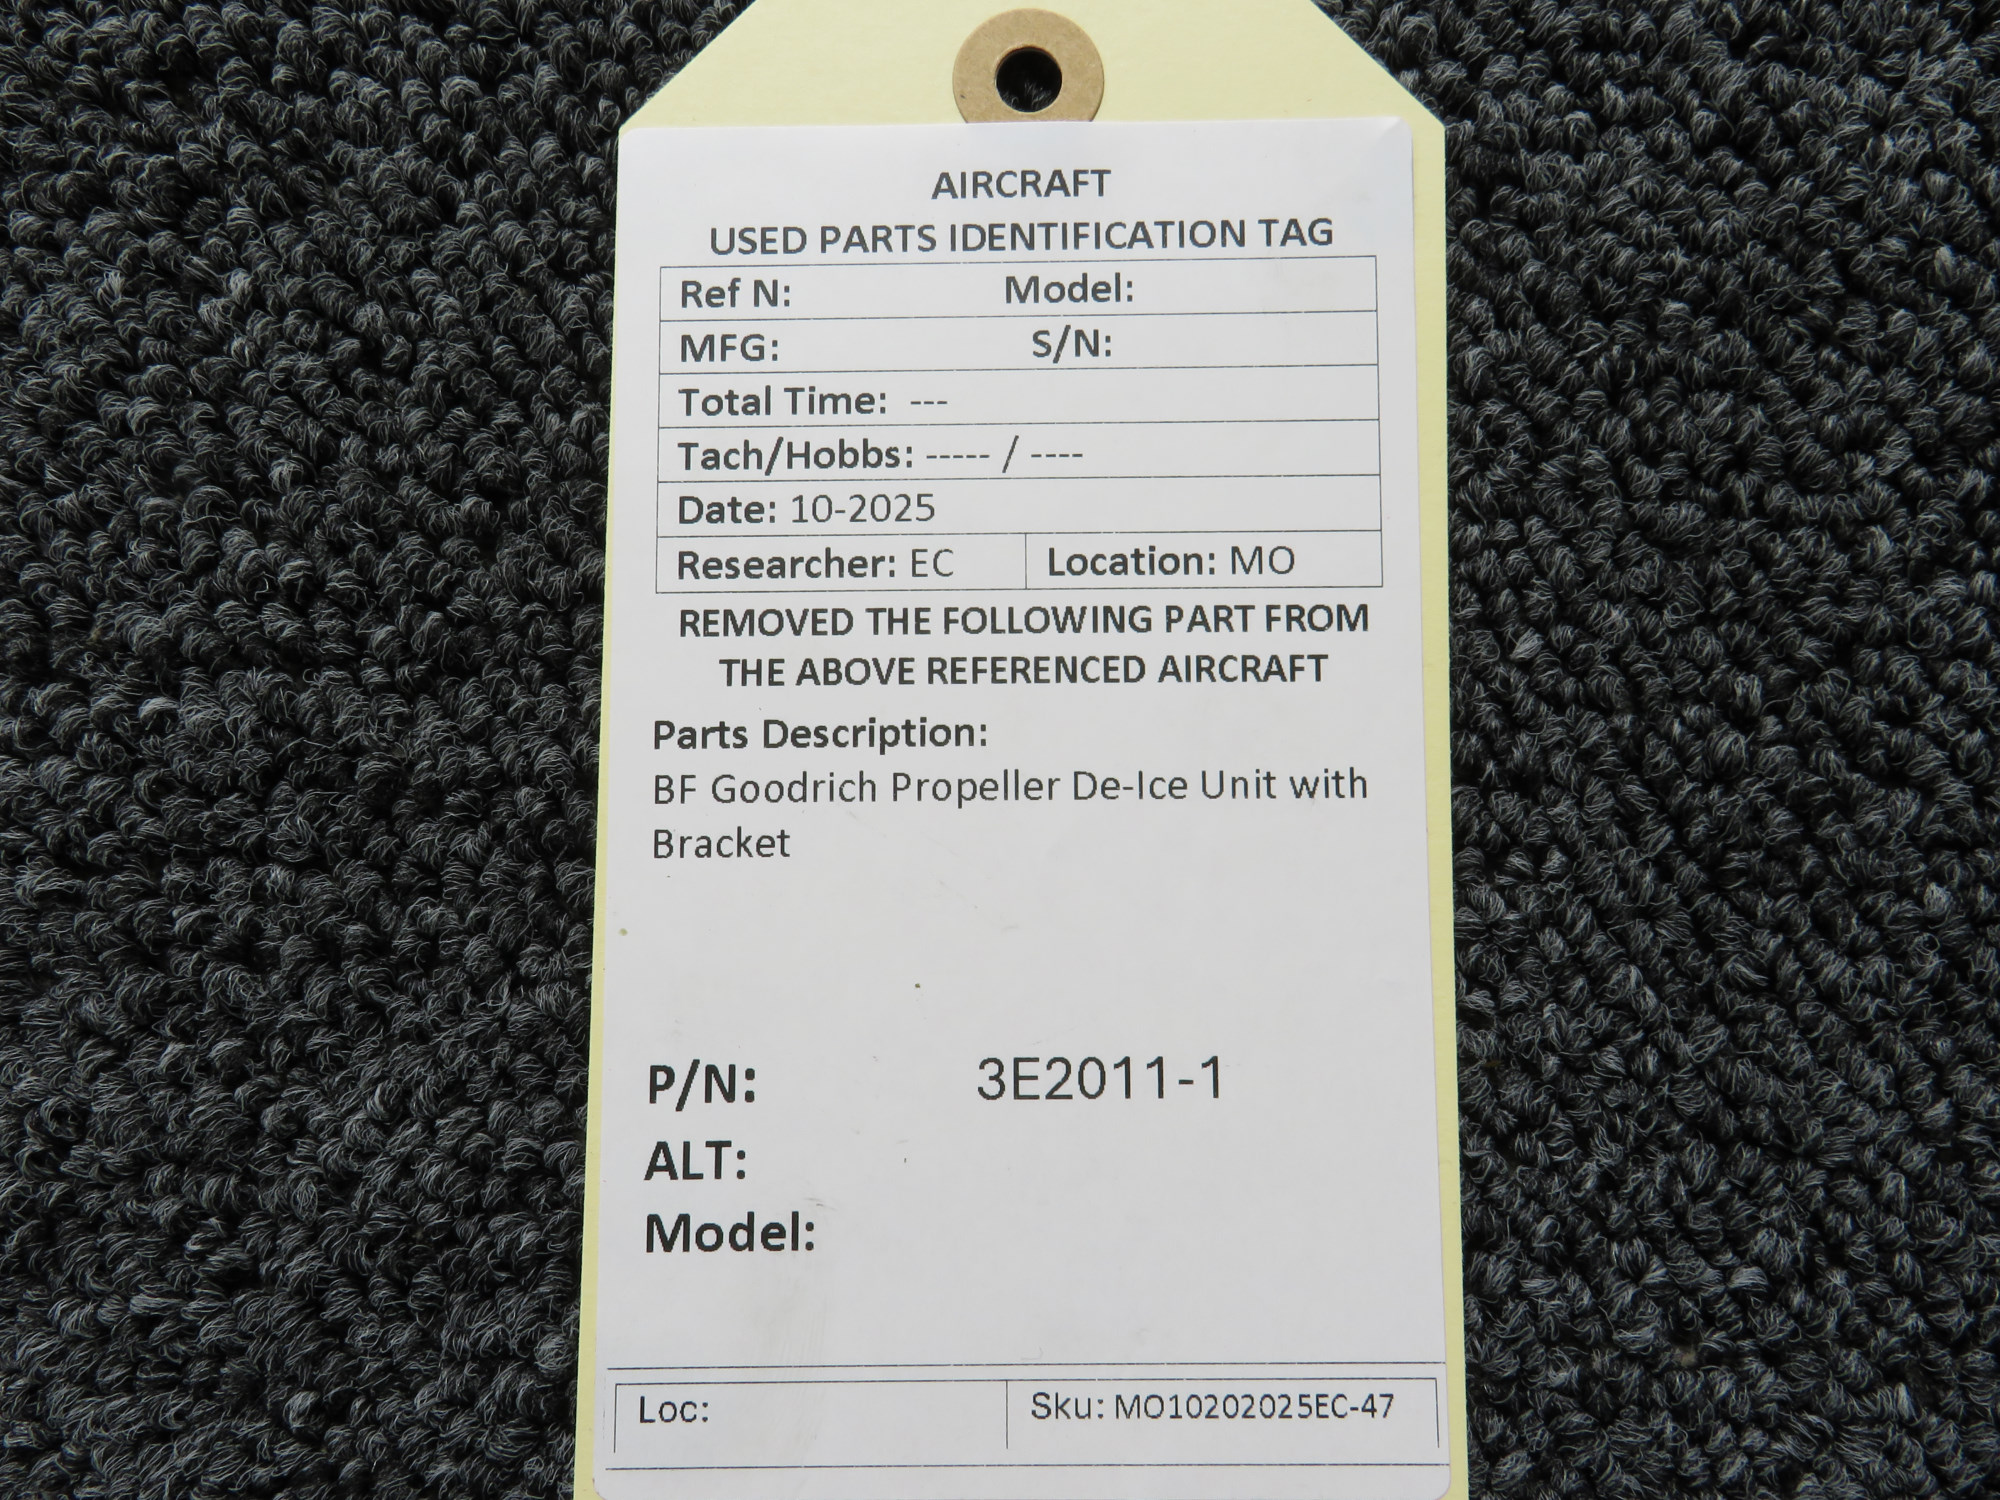 AIRCRAFT
USED PARTS IDENTIFICATION TAG
Ref N: Model:
MFG: S/N:
Total Time: ---
Tach/Hobbs: ----- / ----
Date: 10-2025
Researcher: EC Location: MO
REMOVED THE FOLLOWING PART FROM
THE ABOVE REFERENCED AIRCRAFT
Parts Description:
BF Goodrich Propeller De-Ice Unit with
Bracket
P/N: 3E2011-1
ALT:
Model:
Loc: Sku: MO10202025EC-47